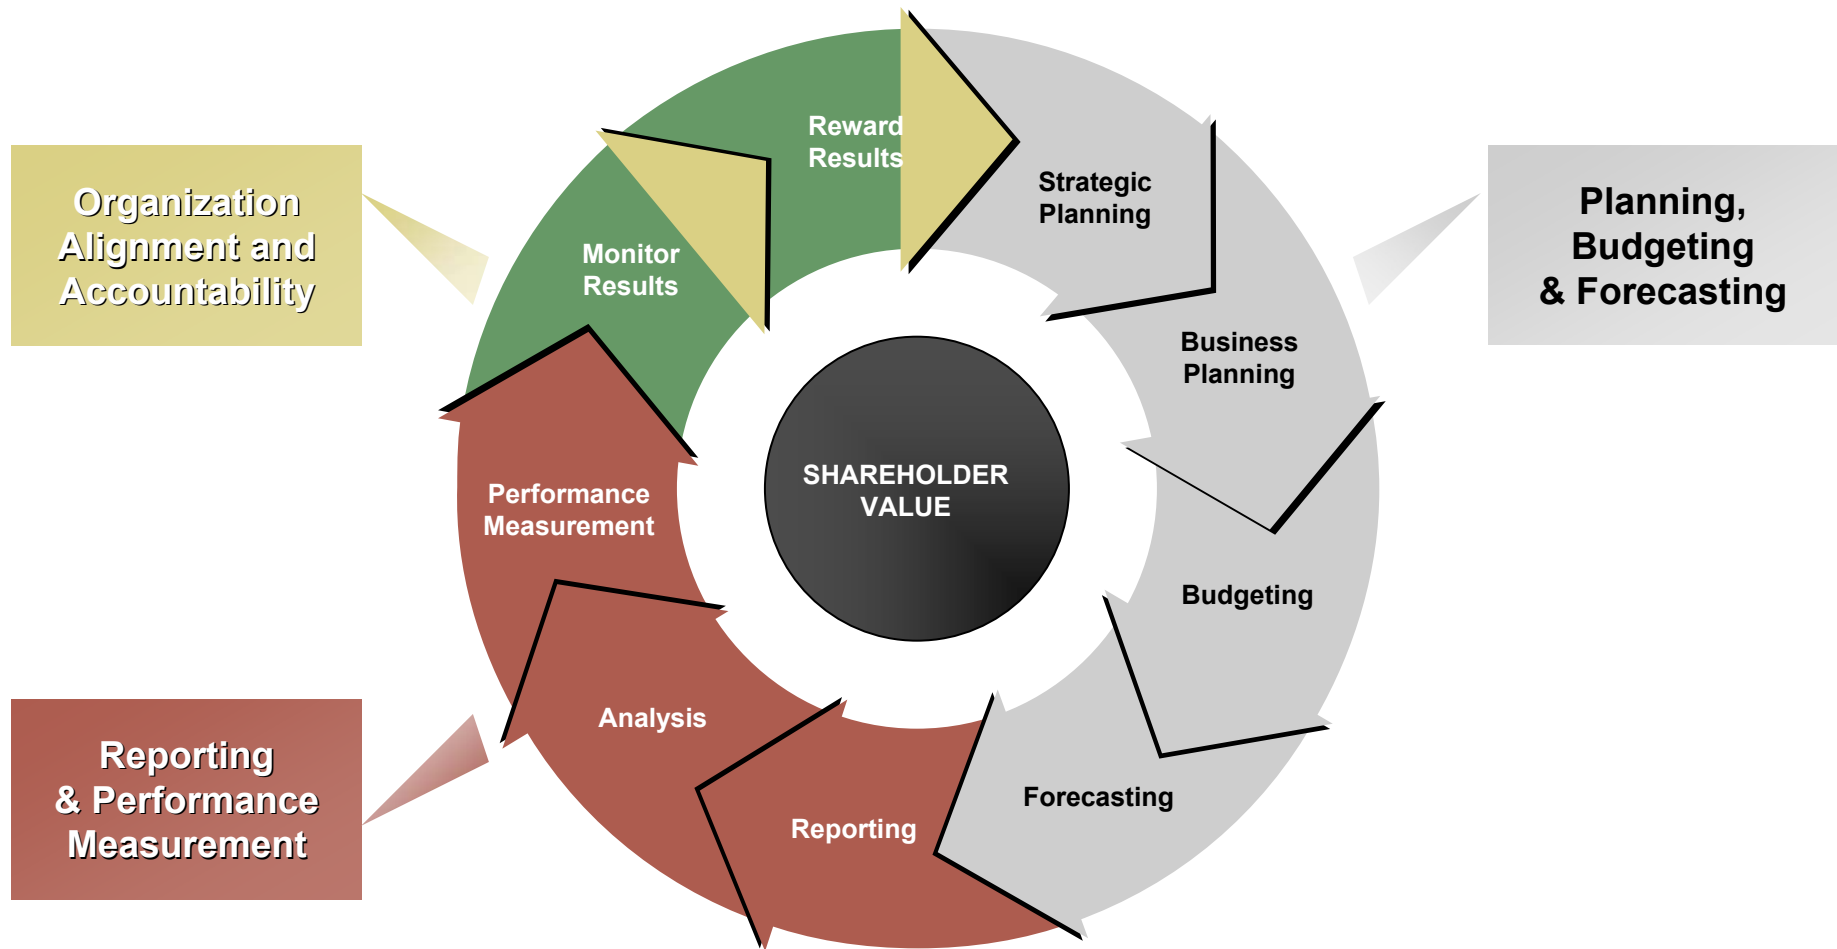 Organization
Alignment and
Accountability
Reporting
& Performance
Measurement
Planning,
Budgeting
& Forecasting
Reward
Results
Strategic
Planning
Business
Planning
Budgeting
Forecasting
Reporting
Analysis
Performance
Measurement
Monitor
Results
SHAREHOLDER
VALUE